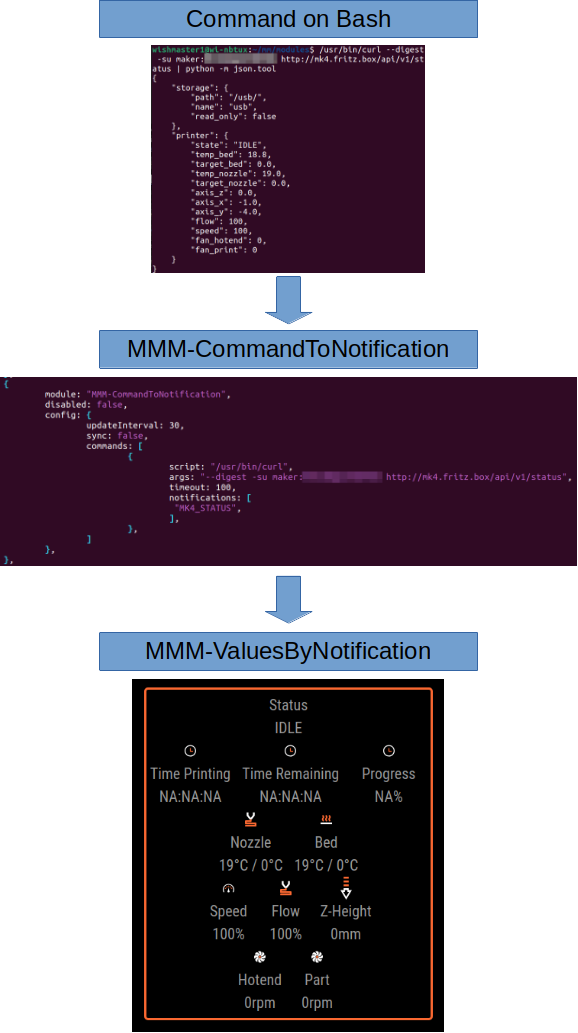 Command on Bash
wishmaster1@wi-nbtux:~/mm/modules$ /usr/bin/curl --digest
-su maker: http://mk4.fritz.box/api/v1/st
atus | python -m json.tool
{
"storage": {
"path": "/usb/",
"name": "usb",
"read_only": false
},
"printer": {
"state": "IDLE",
"temp_bed": 18.8,
"target_bed": 0.0,
"temp_nozzle": 19.0,
"target_nozzle": 0.0,
"axis_z": 0.0,
"axis_x": -1.0,
"axis_y": -4.0,
"flow": 100,
"speed": 100,
"fan_hotend": 0,
"fan_print": 0
}
}
MMM-CommandToNotification
{
module: "MMM-CommandToNotification",
disabled: false,
config: {
updateInterval: 30,
sync: false,
commands: [
{
script: "/usr/bin/curl",
args: "--digest -su maker: http://mk4.fritz.box/api/v1/status",
timeout: 100,
notifications: [
"MK4_STATUS",
],
},
]
},
},
MMM-ValuesByNotification
Status
IDLE
Time Printing Time Remaining Progress
NA:NA:NA NA:NA:NA NA%
Nozzle Bed
19°C / 0°C 19°C / 0°C
Speed Flow Z-Height
100% 100% 0mm
Hotend Part
0rpm 0rpm